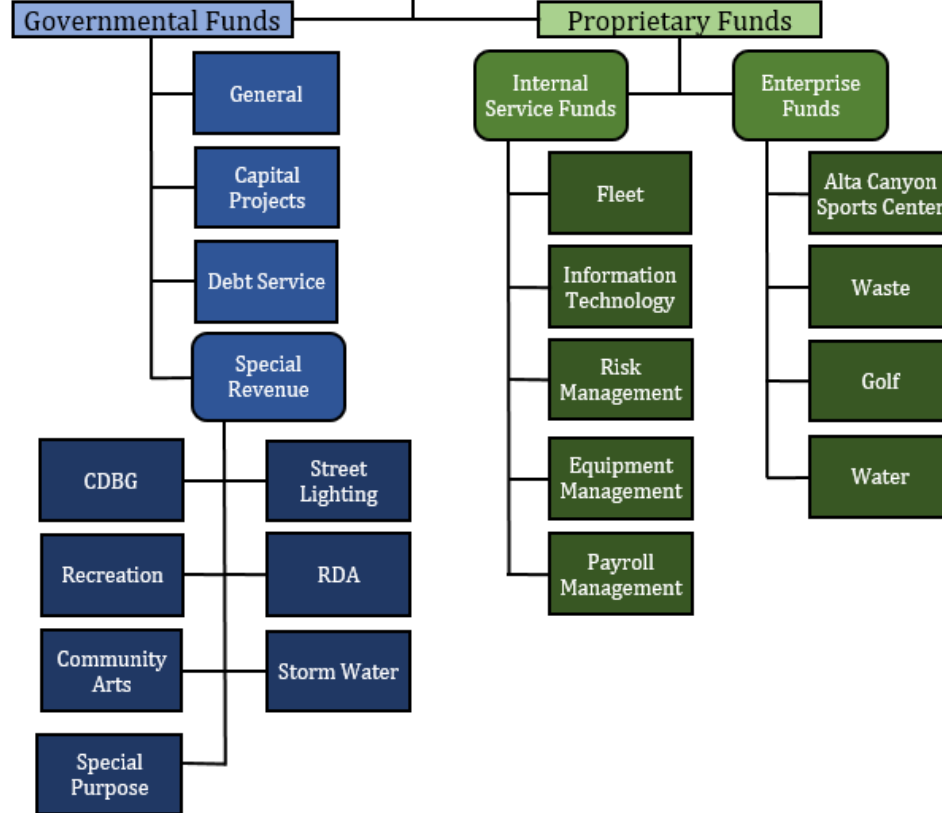 Governmental Funds
Proprietary Funds
General
Capital
Projects
Debt Service
Special
Revenue
CDBG
Street
Lighting
Recreation
RDA
Community
Arts
Storm Water
Special
Purpose
Internal
Service Funds
Fleet
Information
Technology
Risk
Management
Equipment
Management
Payroll
Management
Enterprise
Funds
Alta Canyon
Sports Center
Waste
Golf
Water